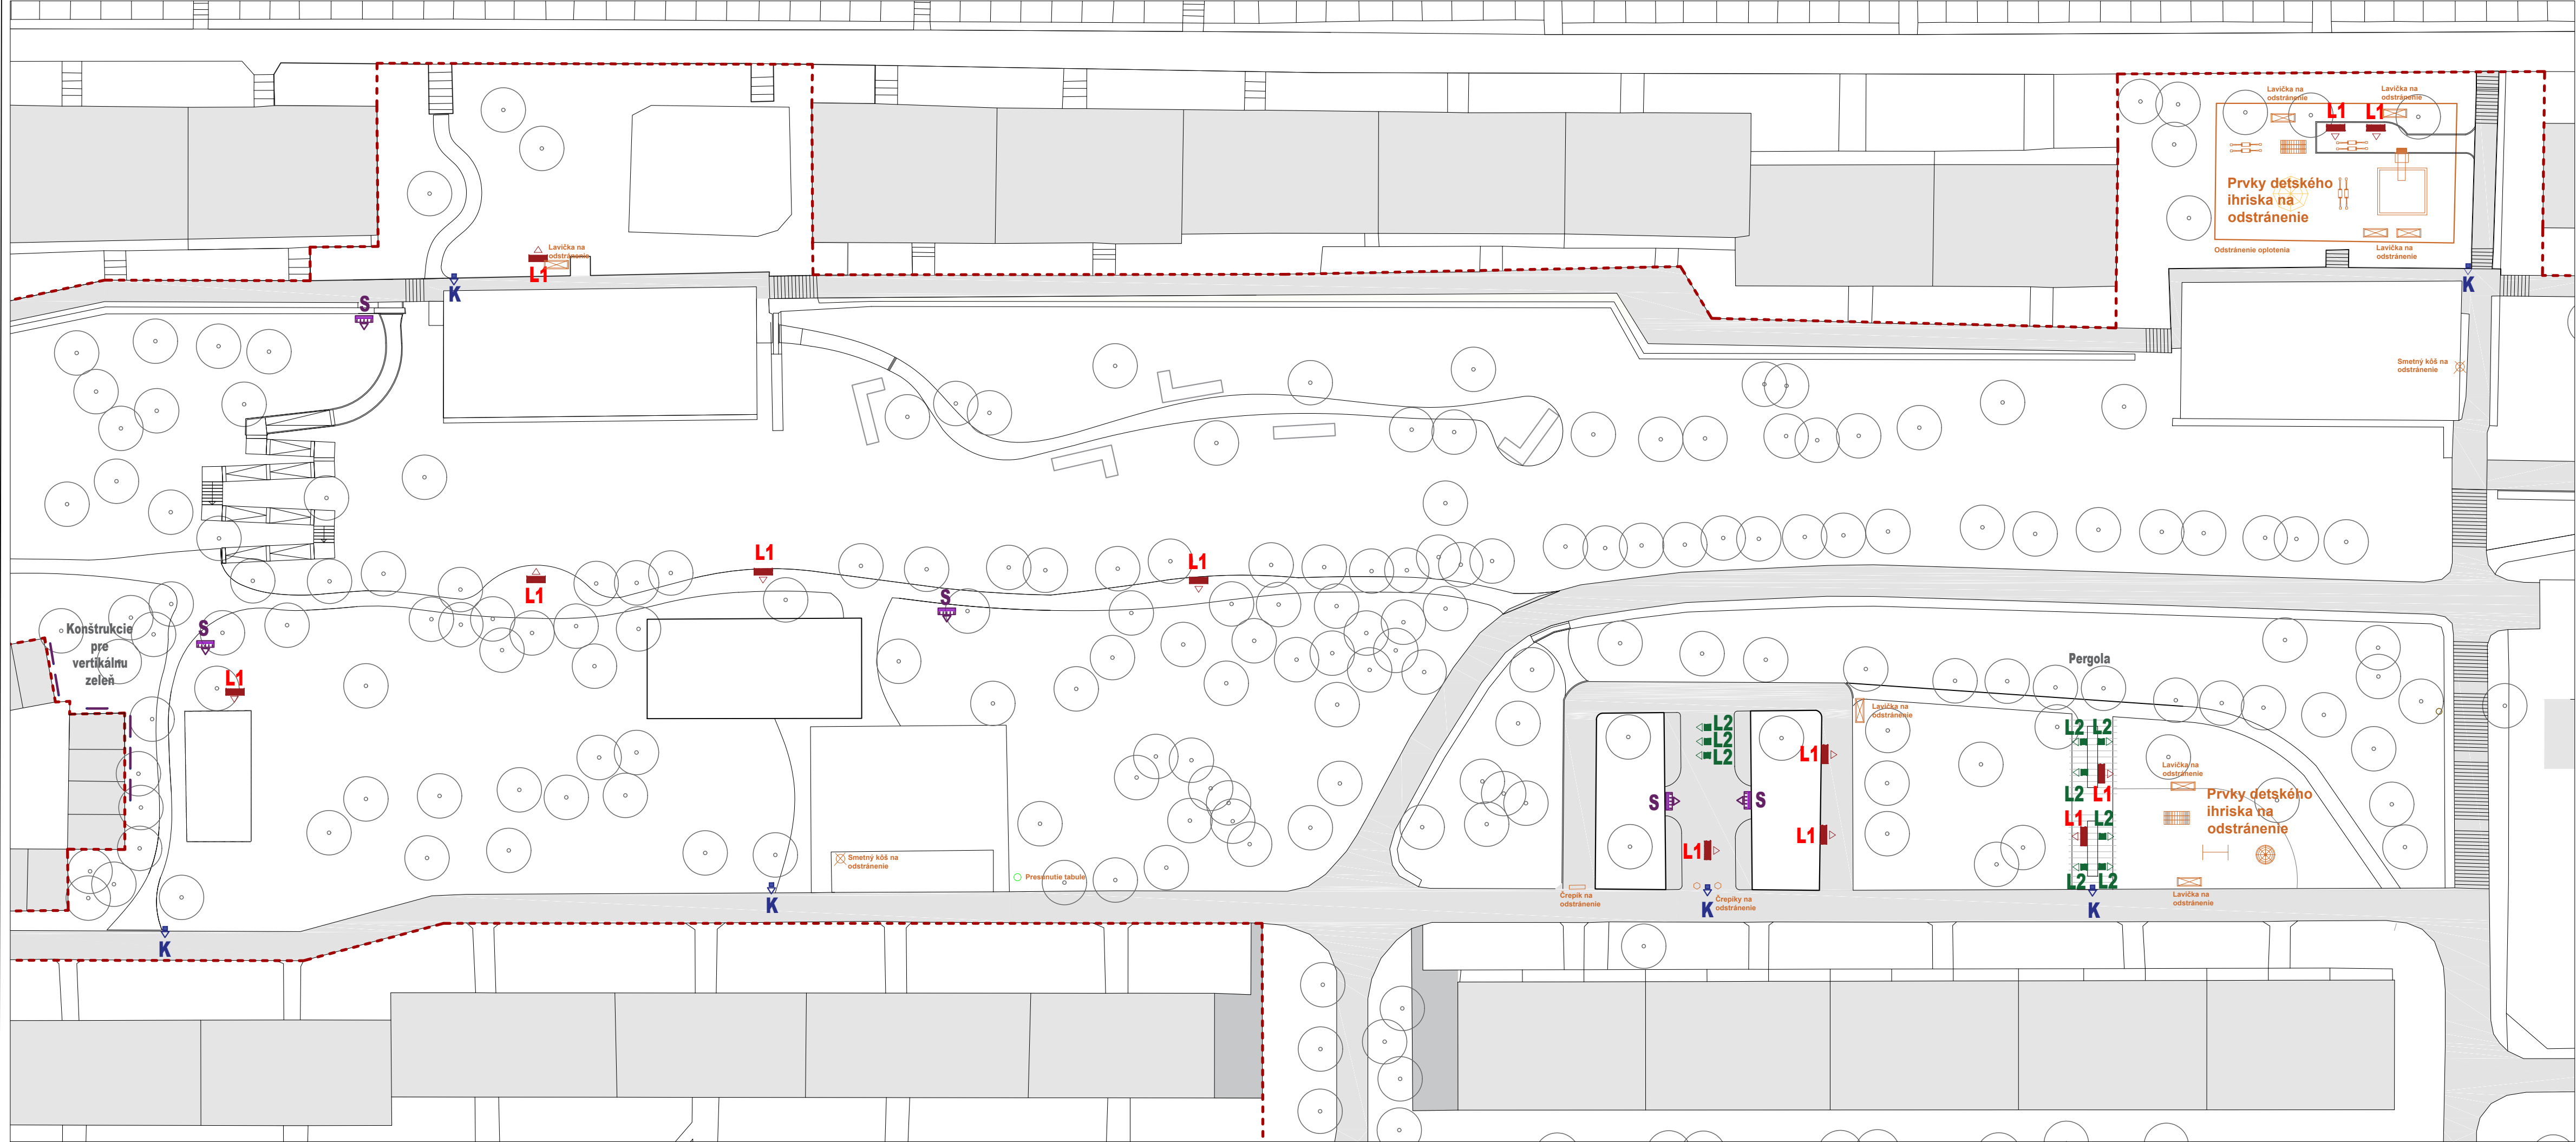 Lavička na
odstránenie
Lavička na
odstránenie
L1
L1
Prvky detského
ihriska na
odstránenie
Lavička na
odstránenie
L1
Odstránenie oplotenia
Lavička na
odstránenie
K
K
S
Smetný kôš na
odstránenie
L1
L1
L1
S
S
Konštrukcie
pre
vertikálnu
zeleň
L1
Pergola
Lavička na
odstránenie
L2
L2
L2
L2
L2
L1
Lavička na
odstránenie
L2
L1
Prvky detského
ihriska na
odstránenie
S
S
L1
L2
L1
L1
Smetný kôš na
odstránenie
Presunutie tabule
L2
L2
Črepík na
odstránenie
K
Črepíky na
odstránenie
Lavička na
odstránenie
K
K
K